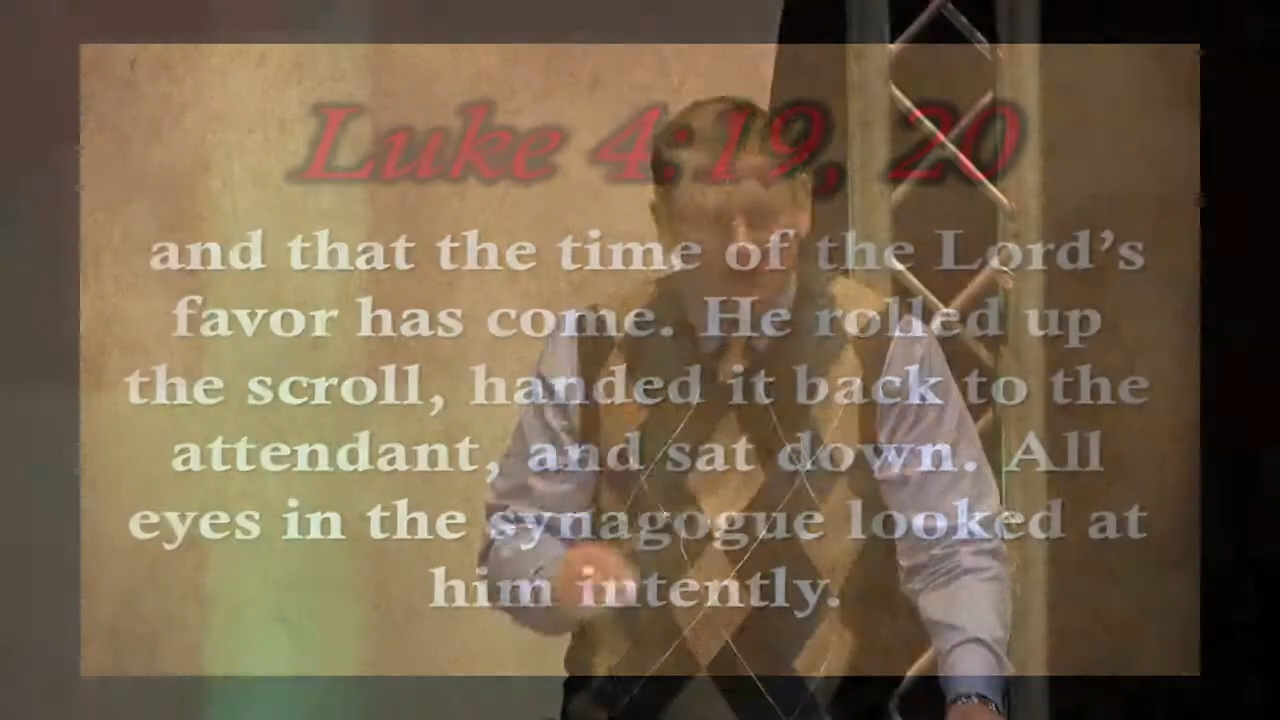 Luke 4:19, 20
and that the time of the Lord’s
favor has come. He rolled up
the scroll, handed it back to the
attendant, and sat down. All
eyes in the synagogue looked at
him intently.